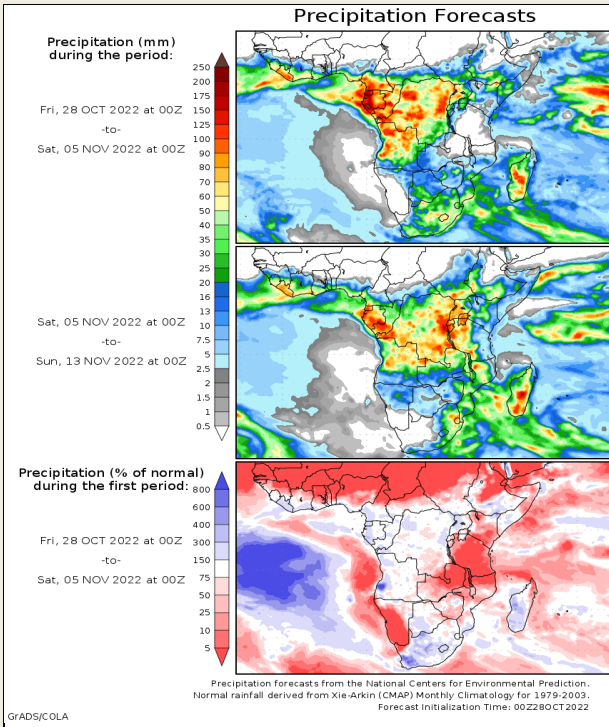 Precipitation Forecasts
Precipitation (mm)
during the period:
Fri, 28 OCT 2022 at 00Z
-to-
Sat, 05 NOV 2022 at 00Z
250
200
175
150
125
110
100
90
80
70
60
50
40
35
30
25
20
16
13
10
7.5
5
2.5
2
1.5
1
0.5
Sat, 05 NOV 2022 at 00Z
-to-
Sun, 13 NOV 2022 at 00Z
Precipitation (% of normal)
during the first period:
Fri, 28 OCT 2022 at 00Z
-to-
Sat, 05 NOV 2022 at 00Z
800
600
400
300
150
75
50
25
10
5
Precipitation forecasts from the National Centers for Environmental Prediction.
Normal rainfall derived from Xie-Arkin (CMAP) Monthly Climatology for 1979-2003.
Forecast Initialization Time: 00Z28OCT2022
GrADS/COLA